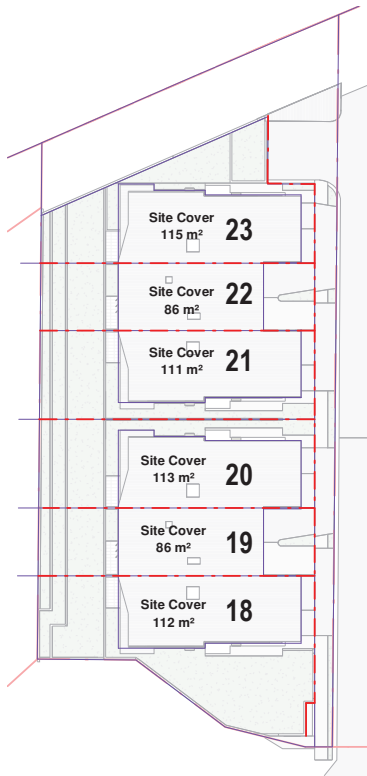 Site Cover
115 m²
23
Site Cover
86 m²
22
Site Cover
111 m²
21
Site Cover
113 m²
20
Site Cover
86 m²
19
Site Cover
112 m²
18